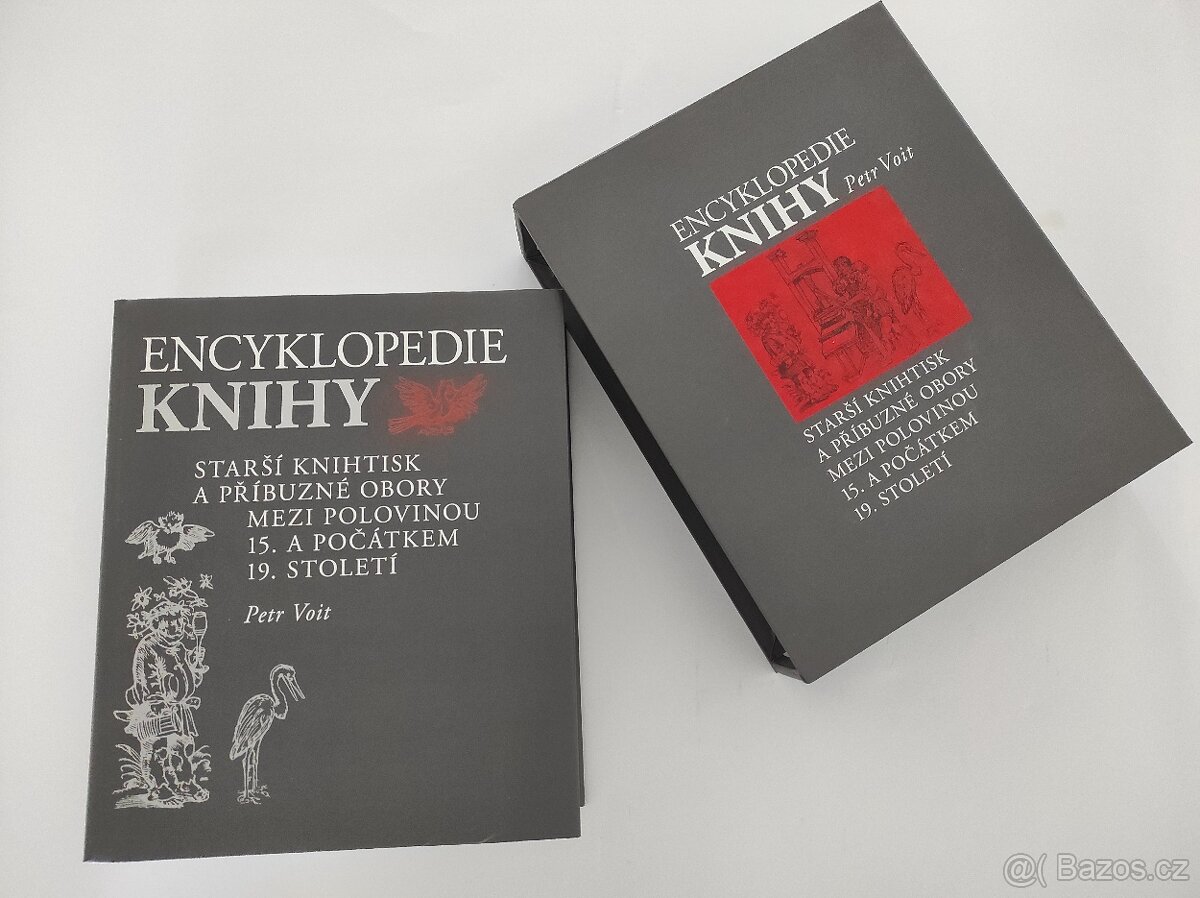 ENCYKLOPEDIE
KNIHY
STARŠÍ KNIHTISK
A PŘÍBUZNÉ OBORY
MEZI POLOVINOU
15. A POČÁTKEM
19. STOLETÍ
Petr Voit
ENCYKLOPEDIE
KNIHY Petr Voit
STARŠÍ KNIHTISK
A PŘÍBUZNÉ OBORY
MEZI POLOVINOU
15. A POČÁTKEM
19. STOLETÍ
@( Bazos.cz